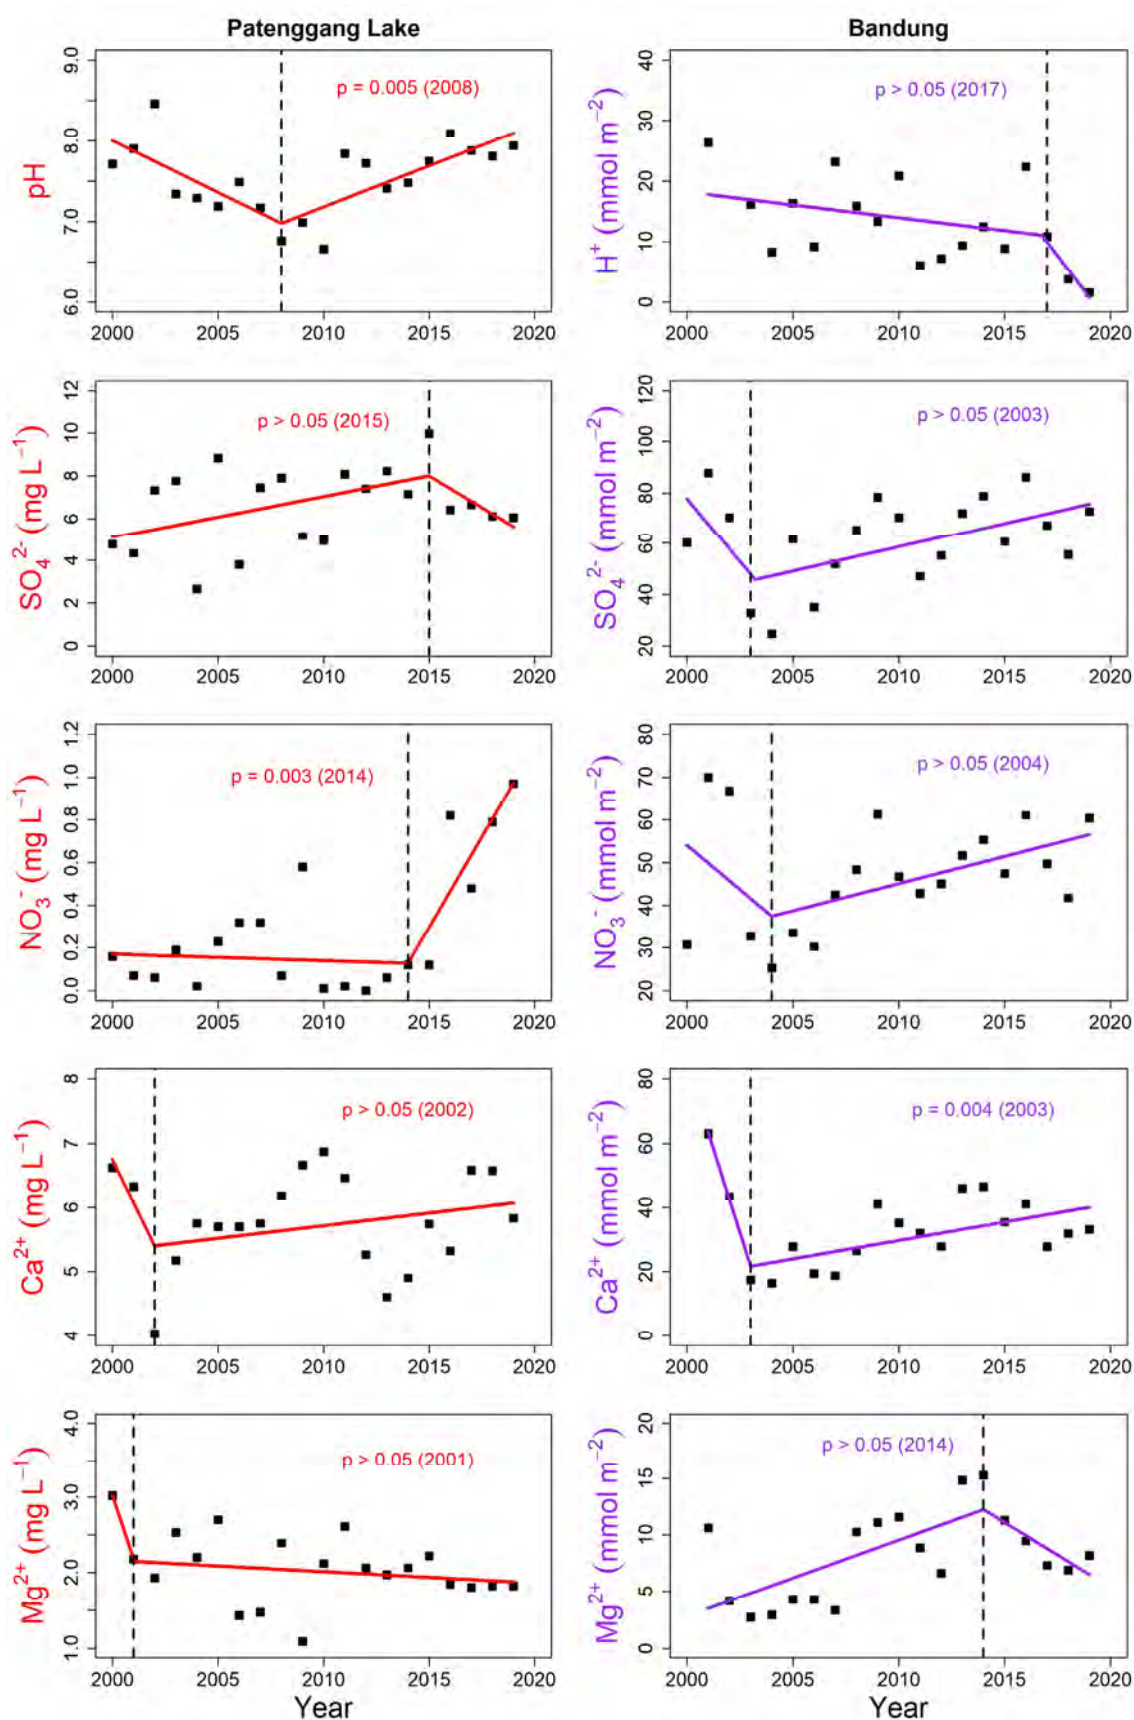 Patenggang Lake
Bandung
pH
9.0
8.0
7.0
6.0
p = 0.005 (2008)
2000 2005 2010 2015 2020
H⁺ (mmol m⁻²)
40
30
20
10
0
p > 0.05 (2017)
2000 2005 2010 2015 2020
SO₄²⁻ (mg L⁻¹)
12
10
8
6
4
2
0
p > 0.05 (2015)
2000 2005 2010 2015 2020
SO₄²⁻ (mmol m⁻²)
120
100
80
60
40
20
p > 0.05 (2003)
2000 2005 2010 2015 2020
NO₃⁻ (mg L⁻¹)
1.2
1.0
0.8
0.6
0.4
0.2
0.0
p = 0.003 (2014)
2000 2005 2010 2015 2020
NO₃⁻ (mmol m⁻²)
80
70
60
50
40
30
20
p > 0.05 (2004)
2000 2005 2010 2015 2020
Ca²⁺ (mg L⁻¹)
8
7
6
5
4
p > 0.05 (2002)
2000 2005 2010 2015 2020
Ca²⁺ (mmol m⁻²)
80
60
40
20
0
p = 0.004 (2003)
2000 2005 2010 2015 2020
Mg²⁺ (mg L⁻¹)
4.0
3.0
2.0
1.0
p > 0.05 (2001)
2000 2005 2010 2015 2020
Year
Mg²⁺ (mmol m⁻²)
20
15
10
5
0
p > 0.05 (2014)
2000 2005 2010 2015 2020
Year